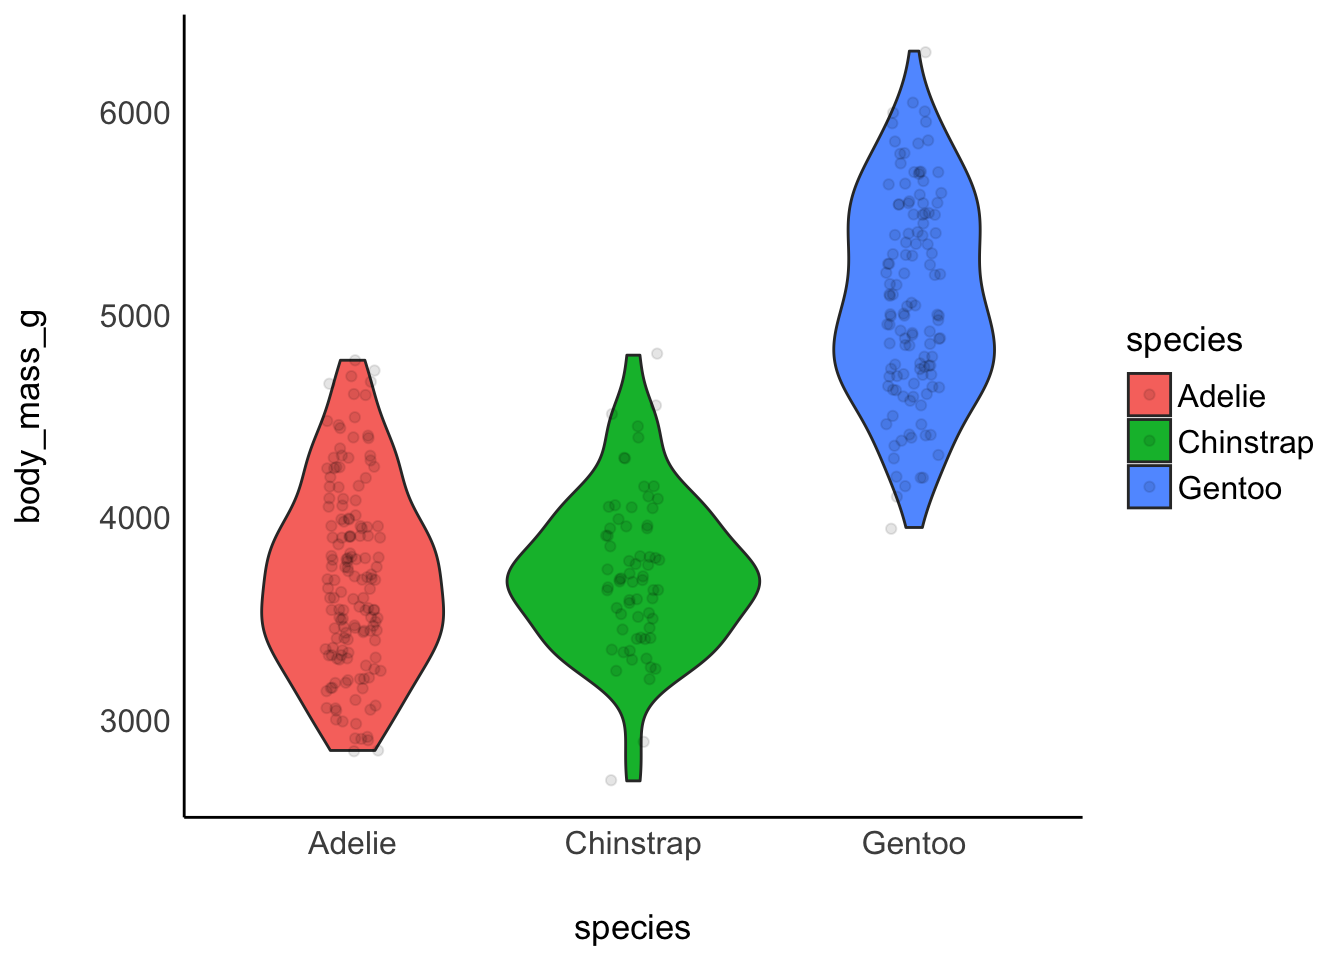 body_mass_g
6000
5000
4000
3000
Adelie
Chinstrap
Gentoo
species
species
Adelie
Chinstrap
Gentoo